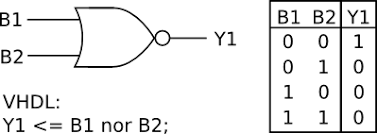 B1
B2
Y1
VHDL:
Y1 <= B1 nor B2;
B1 B2 Y1
0 0 1
0 1 0
1 0 0
1 1 0